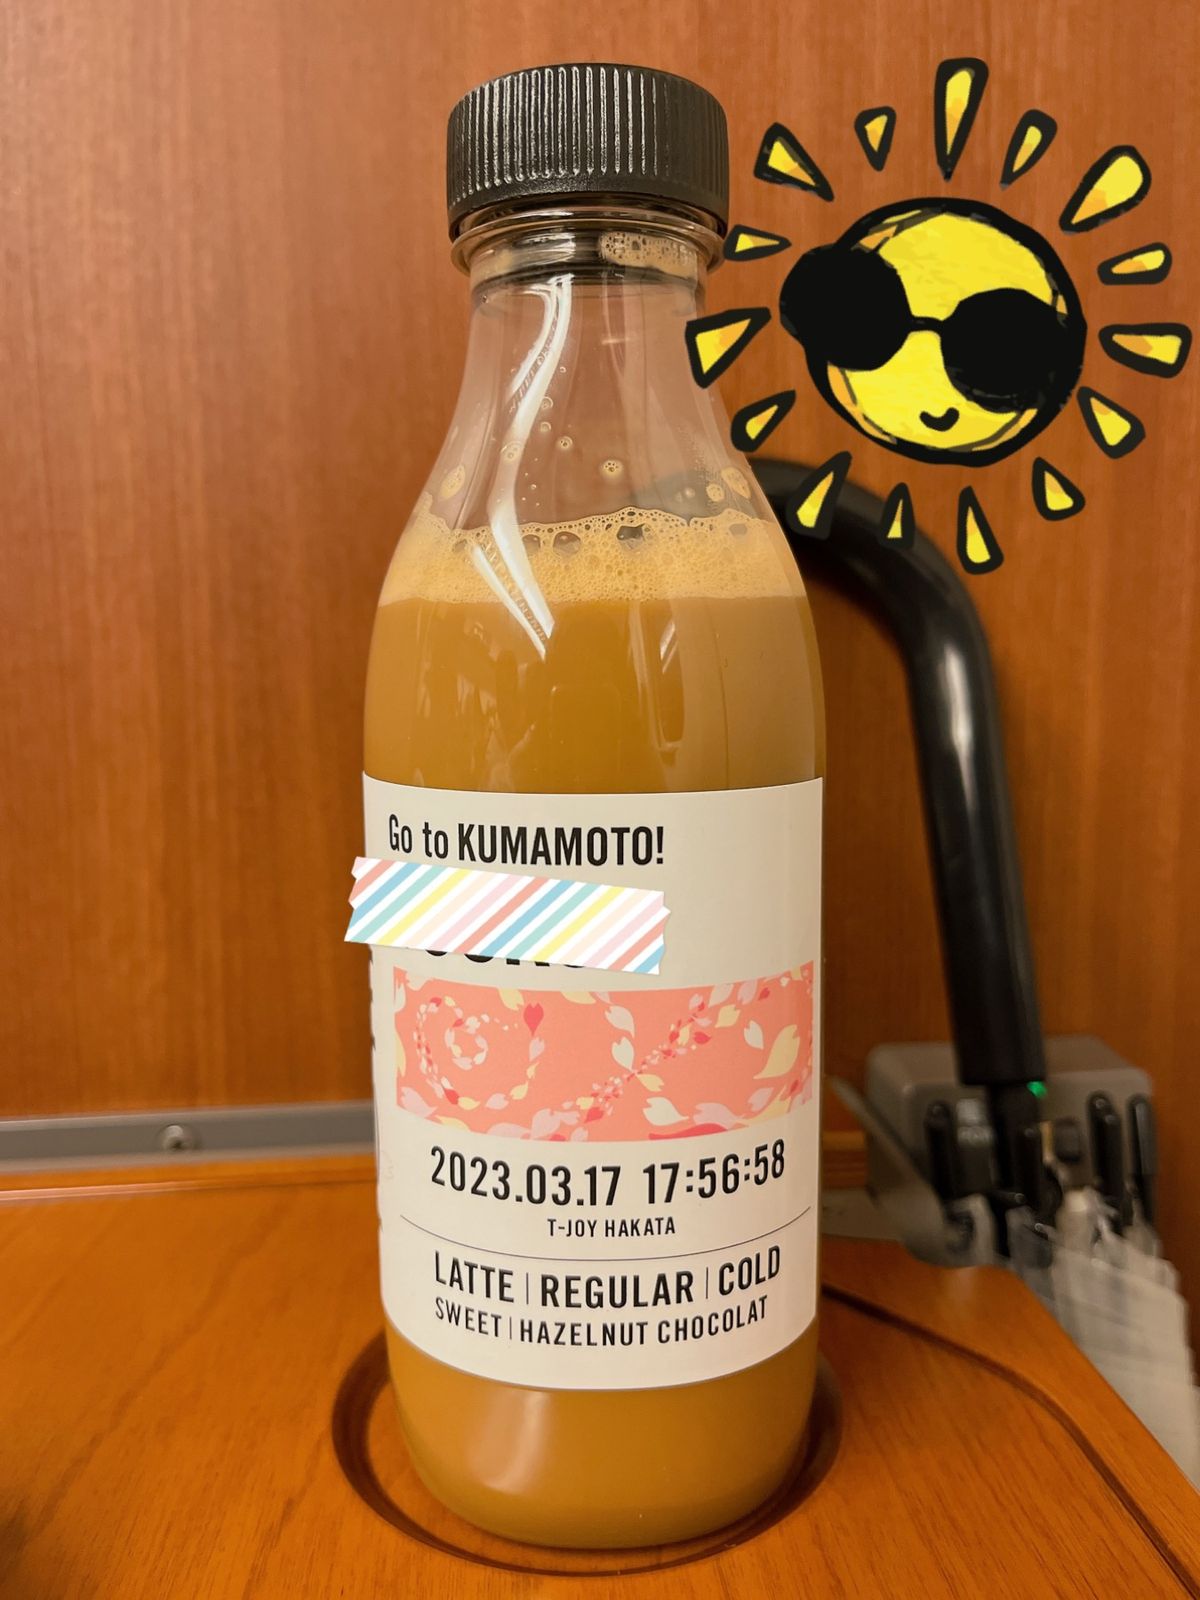 Go to KUMAMOTO!
2023.03.17 17:56:58
T-JOY HAKATA
LATTE | REGULAR | COLD
SWEET | HAZELNUT CHOCOLAT